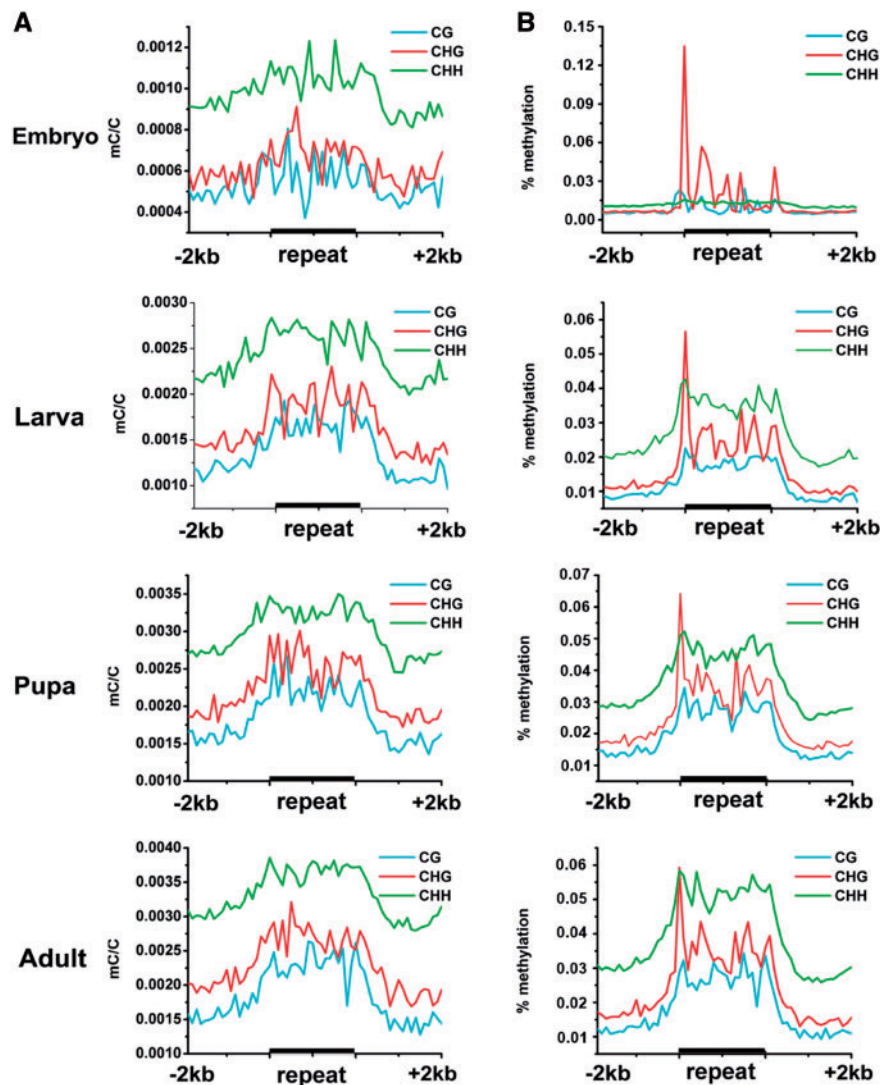 A
B
Embryo
mC/C
0.0012
0.0010
0.0008
0.0006
0.0004
CG
CHG
CHH
-2kb
repeat
+2kb
% methylation
0.15
0.12
0.09
0.06
0.03
0.00
CG
CHG
CHH
-2kb
repeat
+2kb
Larva
mC/C
0.0030
0.0025
0.0020
0.0015
0.0010
CG
CHG
CHH
-2kb
repeat
+2kb
% methylation
0.06
0.05
0.04
0.03
0.02
0.01
CG
CHG
CHH
-2kb
repeat
+2kb
Pupa
mC/C
0.0035
0.0030
0.0025
0.0020
0.0015
0.0010
CG
CHG
CHH
-2kb
repeat
+2kb
% methylation
0.07
0.06
0.05
0.04
0.03
0.02
0.01
CG
CHG
CHH
-2kb
repeat
+2kb
Adult
mC/C
0.0040
0.0035
0.0030
0.0025
0.0020
0.0015
0.0010
CG
CHG
CHH
-2kb
repeat
+2kb
% methylation
0.06
0.05
0.04
0.03
0.02
0.01
CG
CHG
CHH
-2kb
repeat
+2kb